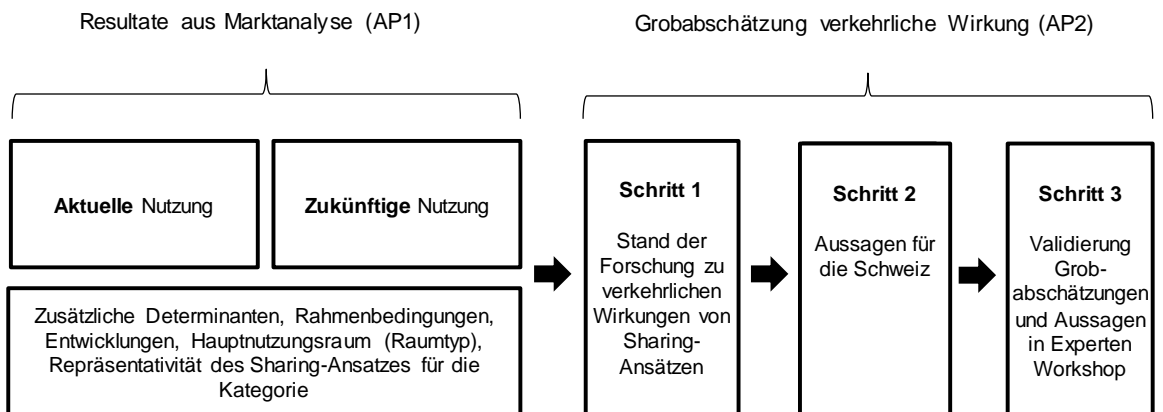 Resultate aus Marktanalyse (AP1)
Grobabschätzung verkehrliche Wirkung (AP2)
Aktuelle Nutzung
Zukünftige Nutzung
Zusätzliche Determinanten, Rahmenbedingungen,
Entwicklungen, Hauptnutzungsraum (Raumtyp),
Repräsentativität des Sharing-Ansatzes für die
Kategorie
Schritt 1
Stand der
Forschung zu
verkehrlichen
Wirkungen von
Sharing-
Ansätzen
Schritt 2
Aussagen für
die Schweiz
Schritt 3
Validierung
Grob-
abschätzungen
und Aussagen
in Experten
Workshop